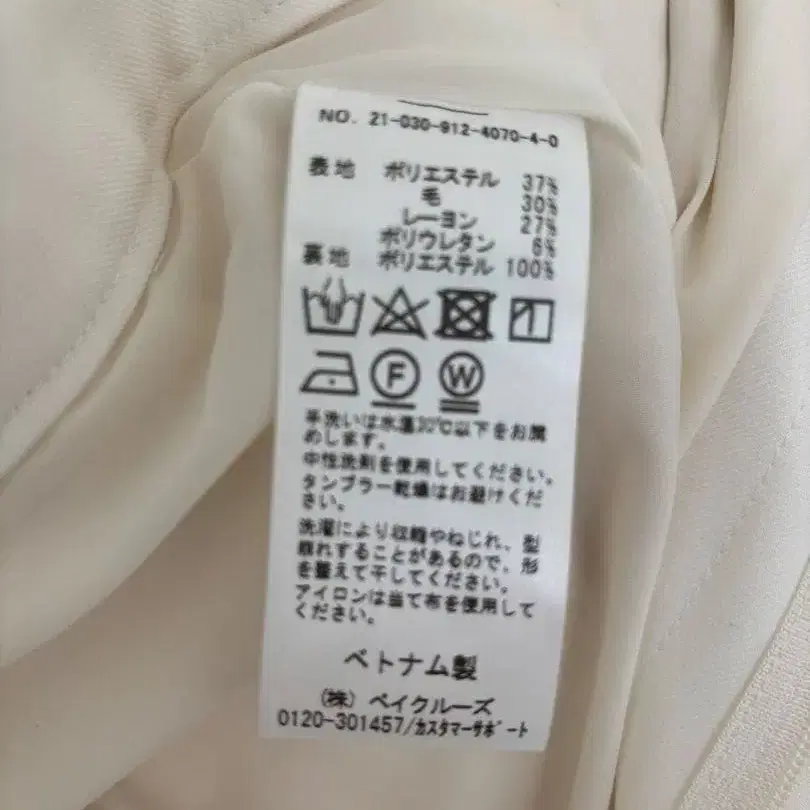 NO. 21-030-912-4070-4-0
表地 ポリエステル 37%
毛 30%
レーヨン 27%
ポリウレタン 6%
裏地 ポリエステル 100%
F W
手洗いは水温30℃以下をお薦
めします。
中性洗剤を使用してください。
タンブラー乾燥はお避けくだ
さい。
洗濯により収縮やねじれ、型
崩れすることがあるので、形
を整えて干してください。
アイロンは当て布を使用して
ください。
ベトナム製
(株) ベイクルーズ
0120-301457/カスタマーサポート